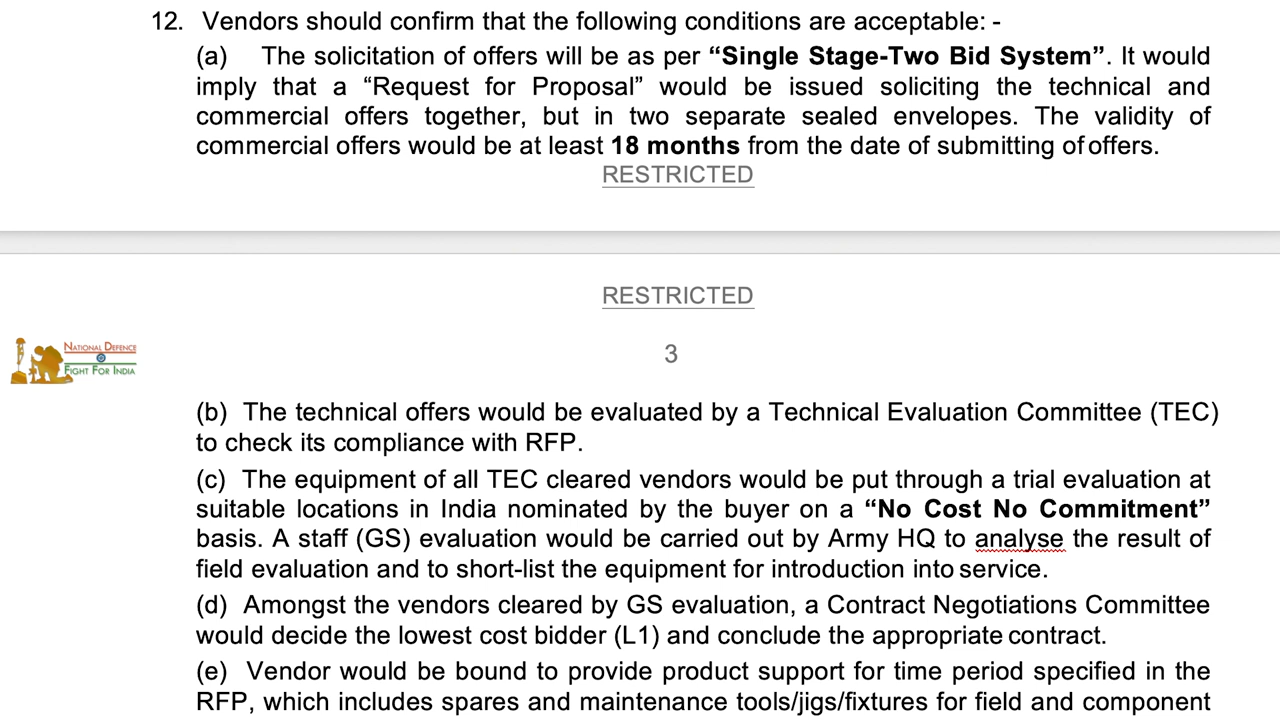 12. Vendors should confirm that the following conditions are acceptable: -
(a) The solicitation of offers will be as per “Single Stage-Two Bid System”. It would
imply that a “Request for Proposal” would be issued soliciting the technical and
commercial offers together, but in two separate sealed envelopes. The validity of
commercial offers would be at least 18 months from the date of submitting of offers.
RESTRICTED
RESTRICTED
NATIONAL DEFENCE
FIGHT FOR INDIA
3
(b) The technical offers would be evaluated by a Technical Evaluation Committee (TEC)
to check its compliance with RFP.
(c) The equipment of all TEC cleared vendors would be put through a trial evaluation at
suitable locations in India nominated by the buyer on a “No Cost No Commitment”
basis. A staff (GS) evaluation would be carried out by Army HQ to analyse the result of
field evaluation and to short-list the equipment for introduction into service.
(d) Amongst the vendors cleared by GS evaluation, a Contract Negotiations Committee
would decide the lowest cost bidder (L1) and conclude the appropriate contract.
(e) Vendor would be bound to provide product support for time period specified in the
RFP, which includes spares and maintenance tools/jigs/fixtures for field and component